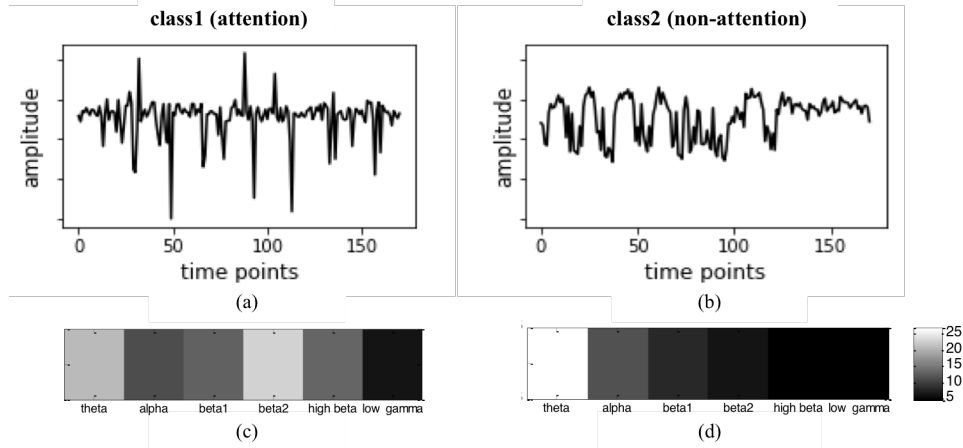 class1 (attention)
class2 (non-attention)
amplitude
0 50 100 150
time points
(a)
amplitude
0 50 100 150
time points
(b)
theta alpha beta1 beta2 high beta low gamma
(c)
theta alpha beta1 beta2 high beta low gamma
(d)
25
20
15
10
5